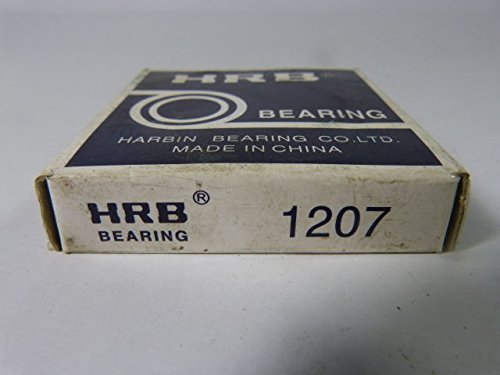 HRB®
BEARING
HARBIN BEARING CO.LTD.
MADE IN CHINA
HRB® 1207
BEARING